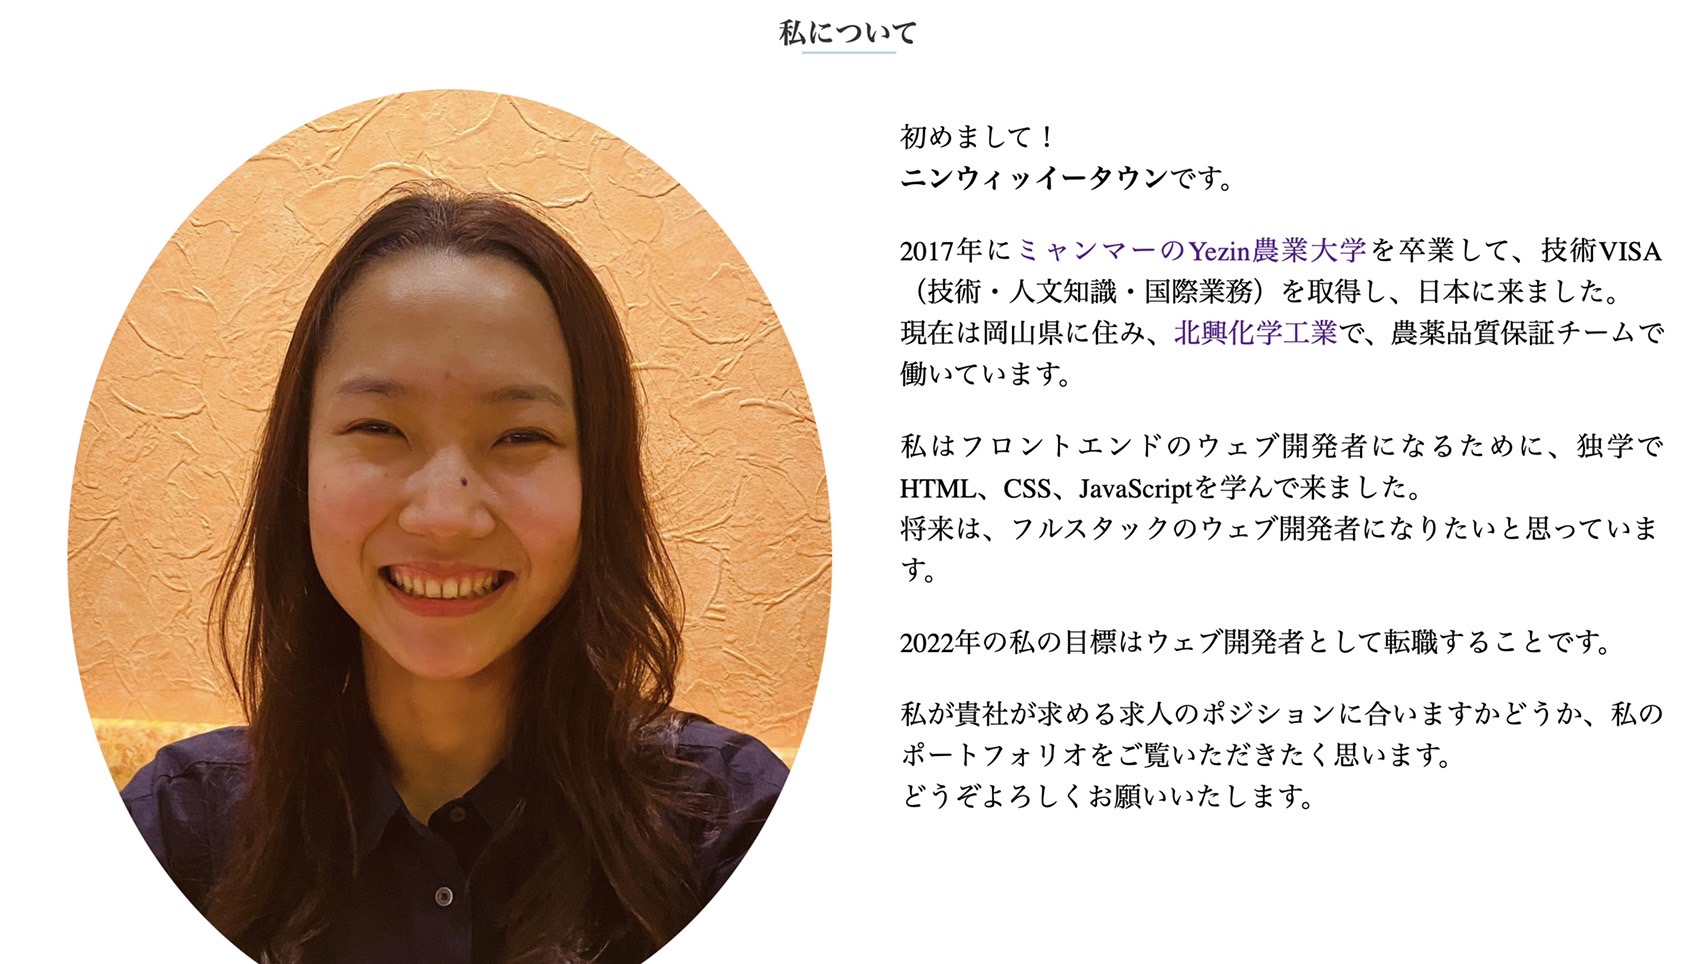 私について
初めまして！
ニンウィッイータウンです。
2017年にミャンマーのYezin農業大学を卒業して、技術VISA
（技術・人文知識・国際業務）を取得し、日本に来ました。
現在は岡山県に住み、北興化学工業で、農薬品質保証チームで
働いています。
私はフロントエンドのウェブ開発者になるために、独学で
HTML、CSS、JavaScriptを学んで来ました。
将来は、フルスタックのウェブ開発者になりたいと思っていま
す。
2022年の私の目標はウェブ開発者として転職することです。
私が貴社が求める求人のポジションに合いますかどうか、私の
ポートフォリオをご覧いただきたく思います。
どうぞよろしくお願いいたします。